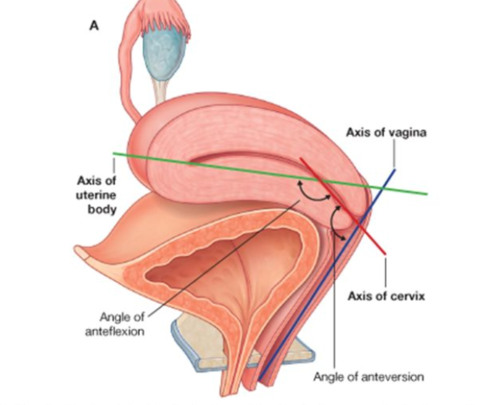 A
Axis of vagina
Axis of
uterine
body
Axis of cervix
Angle of
anteflexion
Angle of anteversion